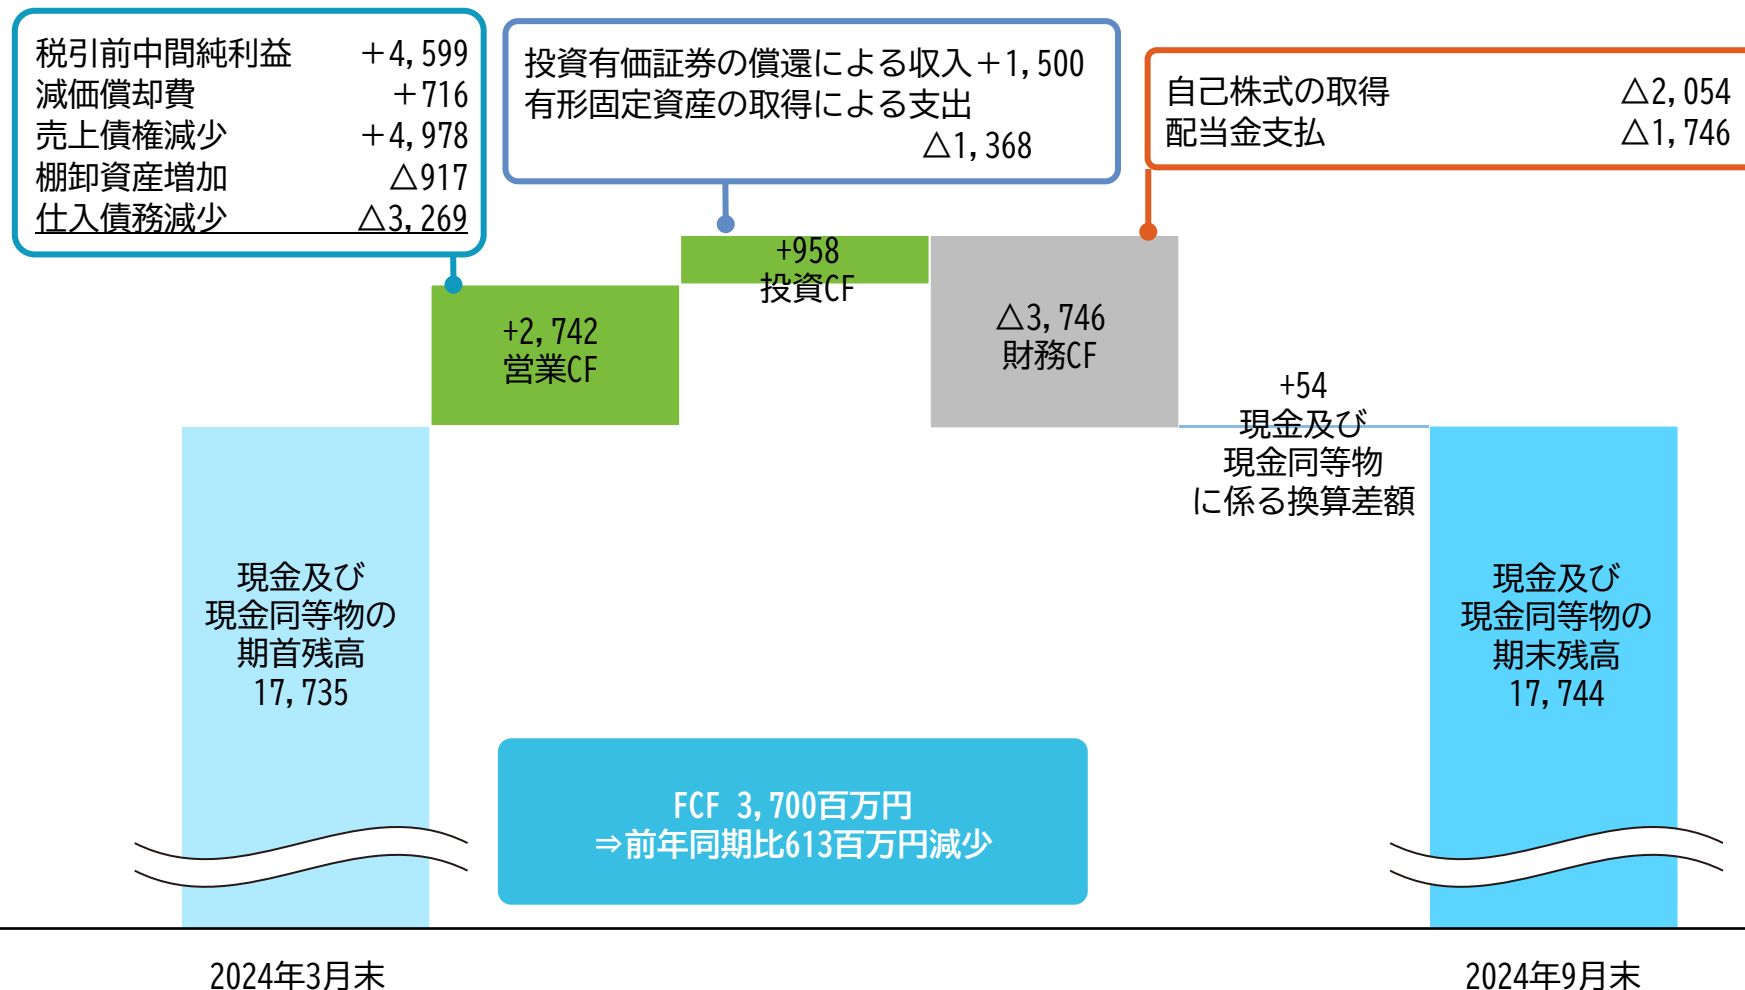 税引前中間純利益 ＋4,599
減価償却費 ＋716
売上債権減少 ＋4,978
棚卸資産増加 △917
仕入債務減少 △3,269
投資有価証券の償還による収入＋1,500
有形固定資産の取得による支出
△1,368
自己株式の取得 △2,054
配当金支払 △1,746
+958
投資CF
+2,742
営業CF
△3,746
財務CF
+54
現金及び
現金同等物
に係る換算差額
現金及び
現金同等物の
期首残高
17,735
現金及び
現金同等物の
期末残高
17,744
FCF 3,700百万円
⇒前年同期比613百万円減少
2024年3月末
2024年9月末